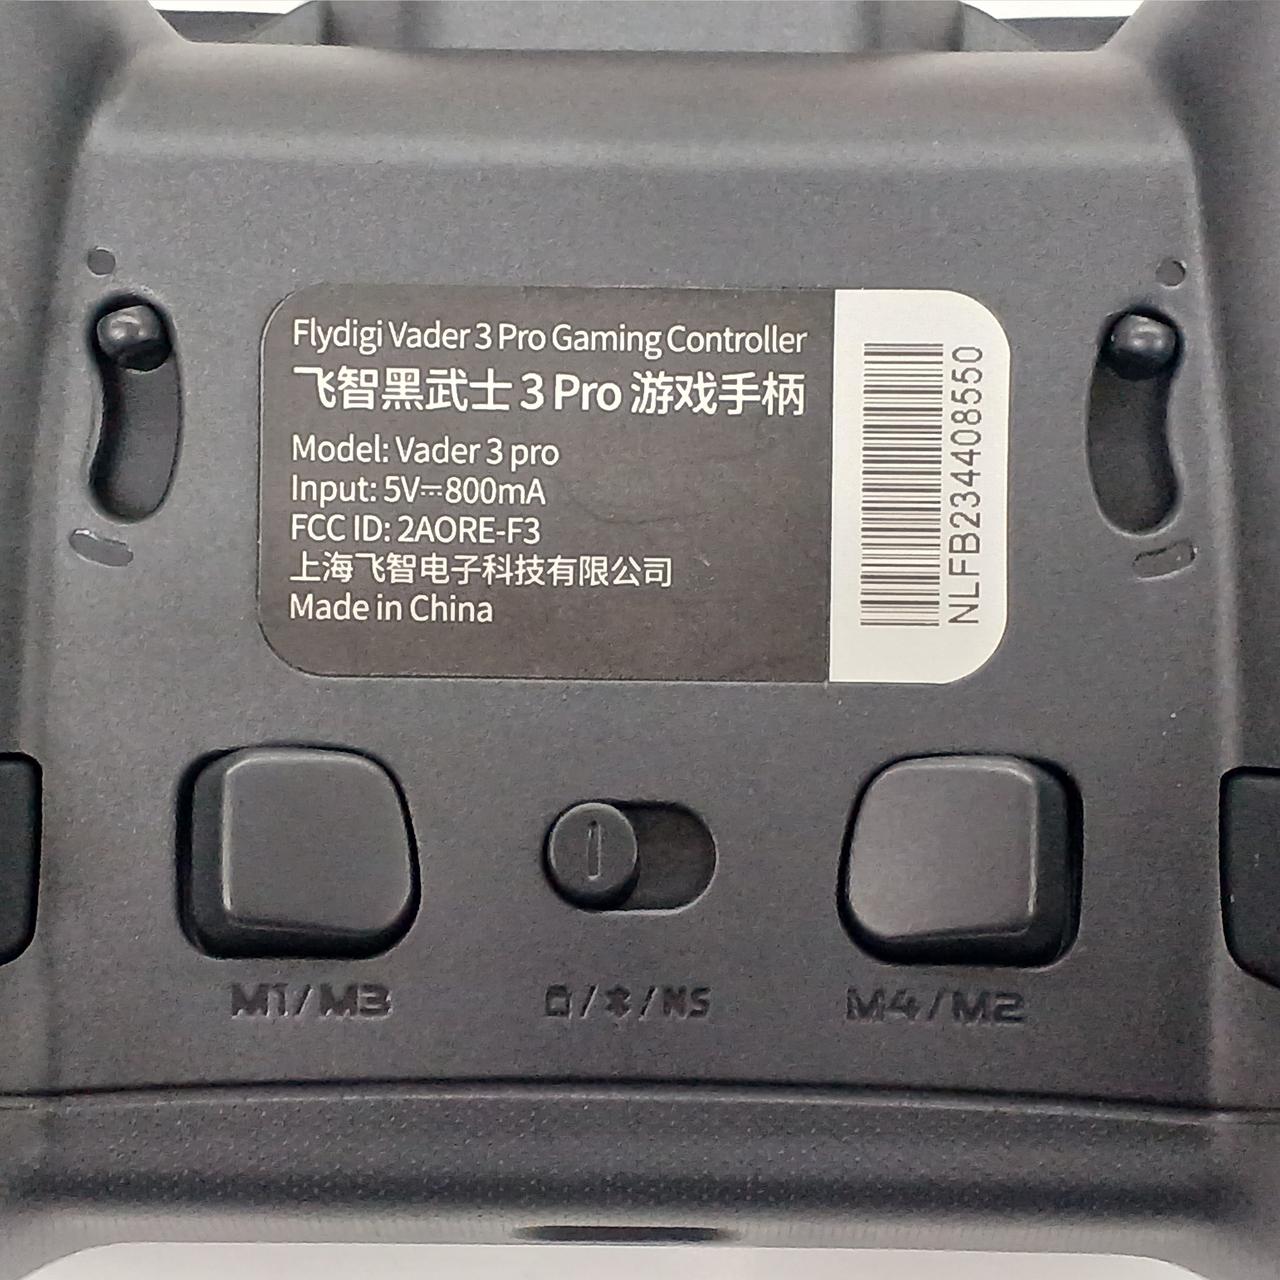 Flydigi Vader 3 Pro Gaming Controller
飞智黑武士 3 Pro 游戏手柄
Model: Vader 3 pro
Input: 5V⎓800mA
FCC ID: 2AORE-F3
上海飞智电子科技有限公司
Made in China
NLFB234408550
M1/M3
/ / NS
M4/M2